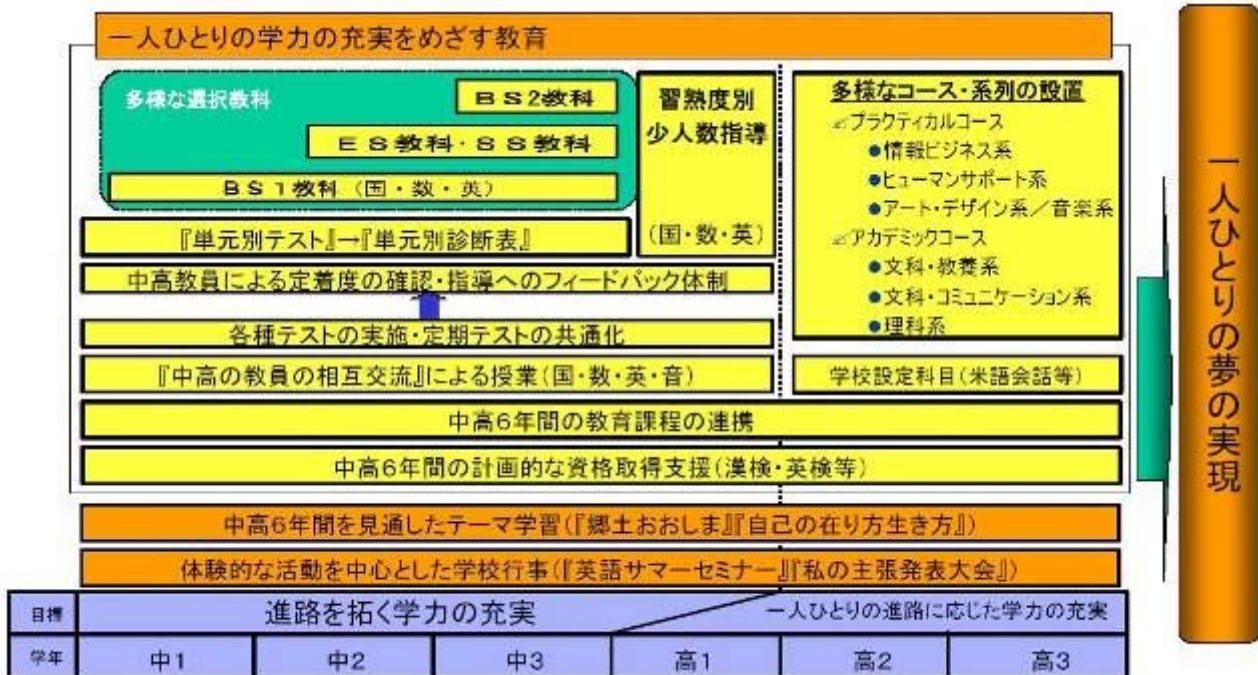 一人ひとりの学力の充実をめざす教育
多様な選択教科
BS2教科
ES教科・SS教科
BS1教科(国・数・英)
習熟度別
少人数指導
(国・数・英)
『単元別テスト』→『単元別診断表』
中高教員による定着度の確認・指導へのフィードバック体制
各種テストの実施・定期テストの共通化
『中高の教員の相互交流』による授業(国・数・英・音)
多様なコース・系列の設置
プラクティカルコース
●情報ビジネス系
●ヒューマンサポート系
●アート・デザイン系/音楽系
アカデミックコース
●文科・教養系
●文科・コミュニケーション系
●理科系
学校設定科目(米語会話等)
中高6年間の教育課程の連携
中高6年間の計画的な資格取得支援(漢検・英検等)
中高6年間を見通したテーマ学習(『郷土おおしま』『自己の在り方生き方』)
体験的な活動を中心とした学校行事(『英語サマーセミナー』『私の主張発表大会』)
目標 進路を拓く学力の充実 一人ひとりの進路に応じた学力の充実
学年 中1 中2 中3 高1 高2 高3
一人ひとりの夢の実現